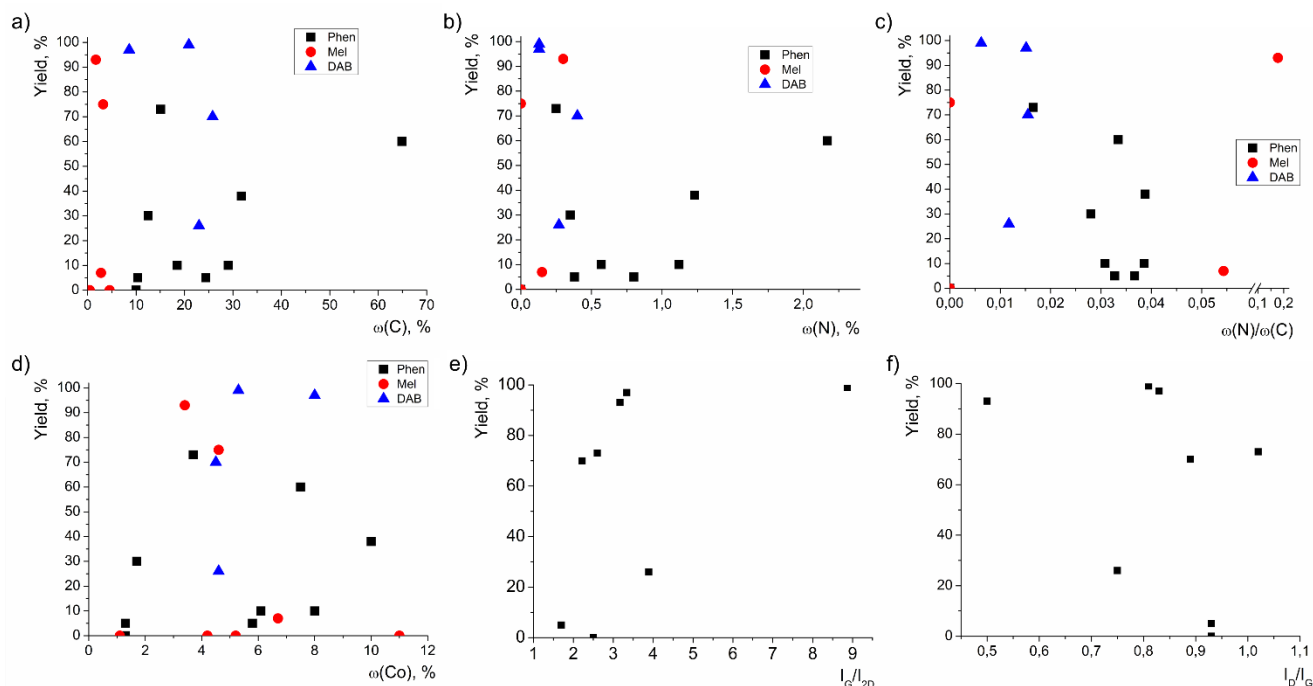 a)
Yield, %
100
90
80
70
60
50
40
30
20
10
0
0 10 20 30 40 50 60 70
ω(C), %
Phen
Mel
DAB
b)
Yield, %
100
90
80
70
60
50
40
30
20
10
0
0,0 0,5 1,0 1,5 2,0
ω(N), %
Phen
Mel
DAB
c)
Yield, %
100
90
80
70
60
50
40
30
20
10
0
0,00 0,01 0,02 0,03 0,04 0,05 0,1 0,2
ω(N)/ω(C)
Phen
Mel
DAB
d)
Yield, %
100
90
80
70
60
50
40
30
20
10
0
0 2 4 6 8 10 12
ω(Co), %
Phen
Mel
DAB
e)
Yield, %
100
80
60
40
20
0
1 2 3 4 5 6 7 8 9
I_G/I_2D
f)
Yield, %
100
80
60
40
20
0
0,5 0,6 0,7 0,8 0,9 1,0 1,1
I_D/I_G